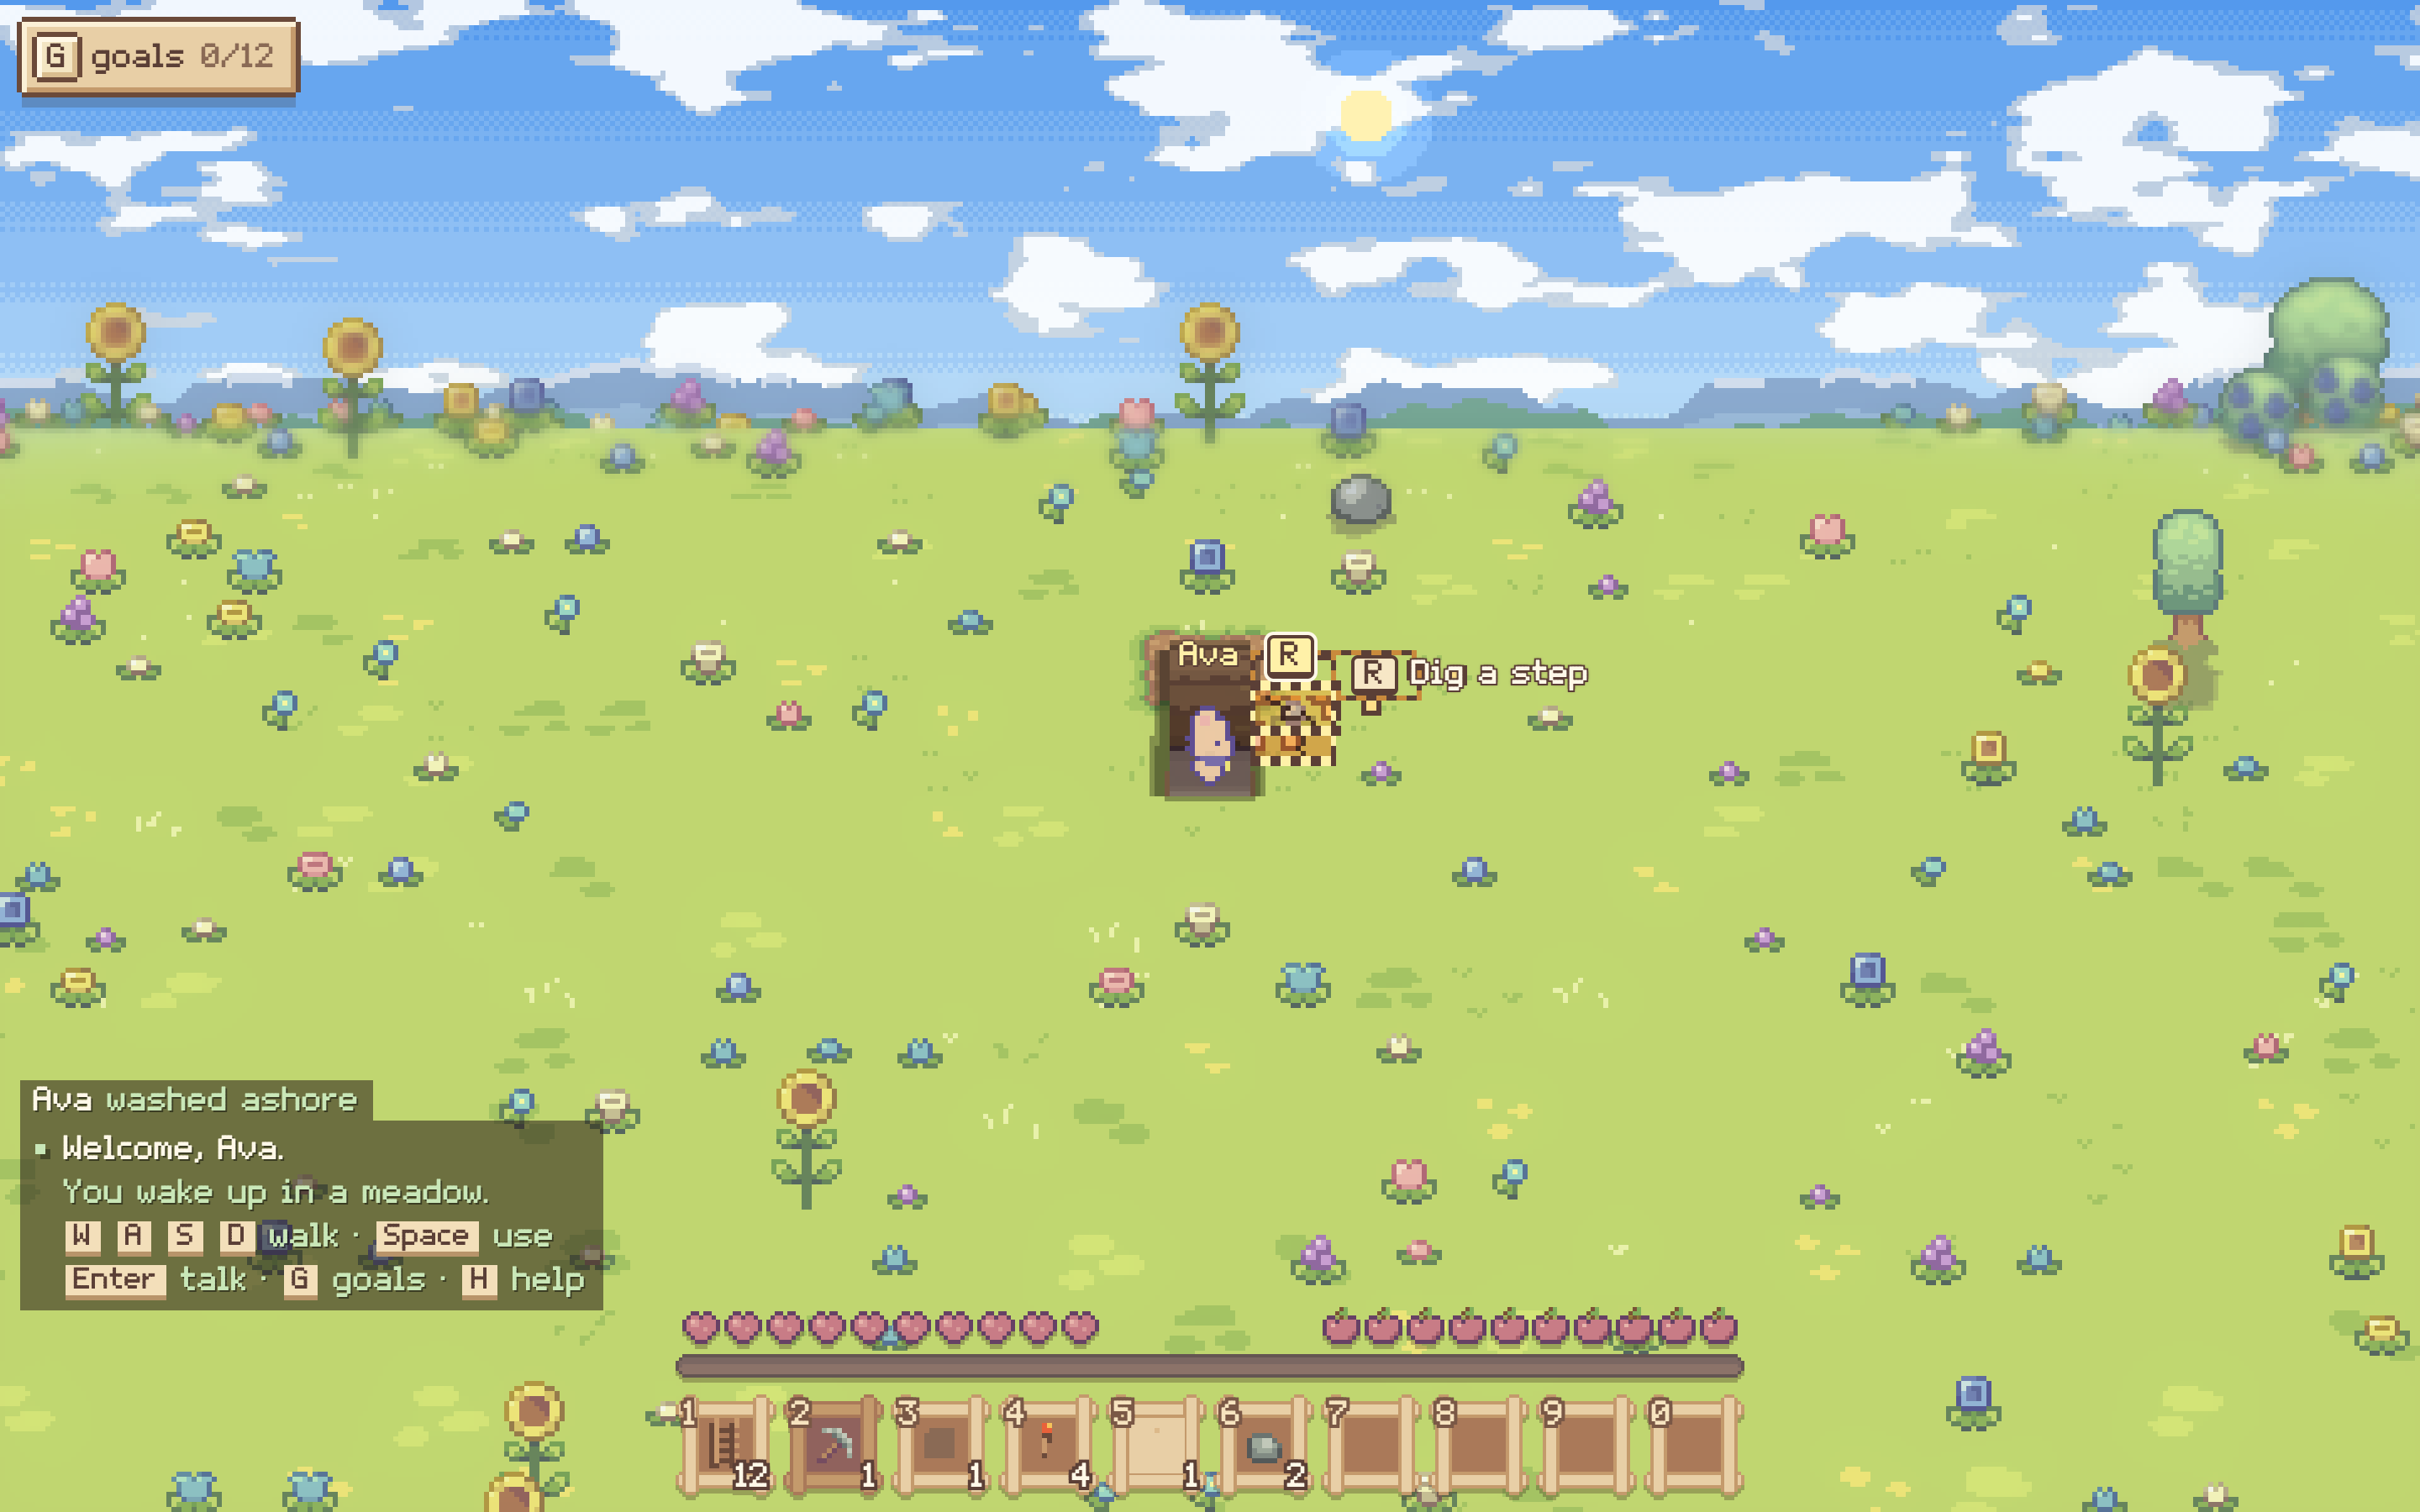 G goals 0/12
Ava R
R Dig a step
Ava washed ashore
Welcome, Ava.
You wake up in a meadow.
W A S D walk · Space use
Enter talk · G goals · H help
1 2 3 4 5 6 7 8 9 0
12 1 1 4 1 2